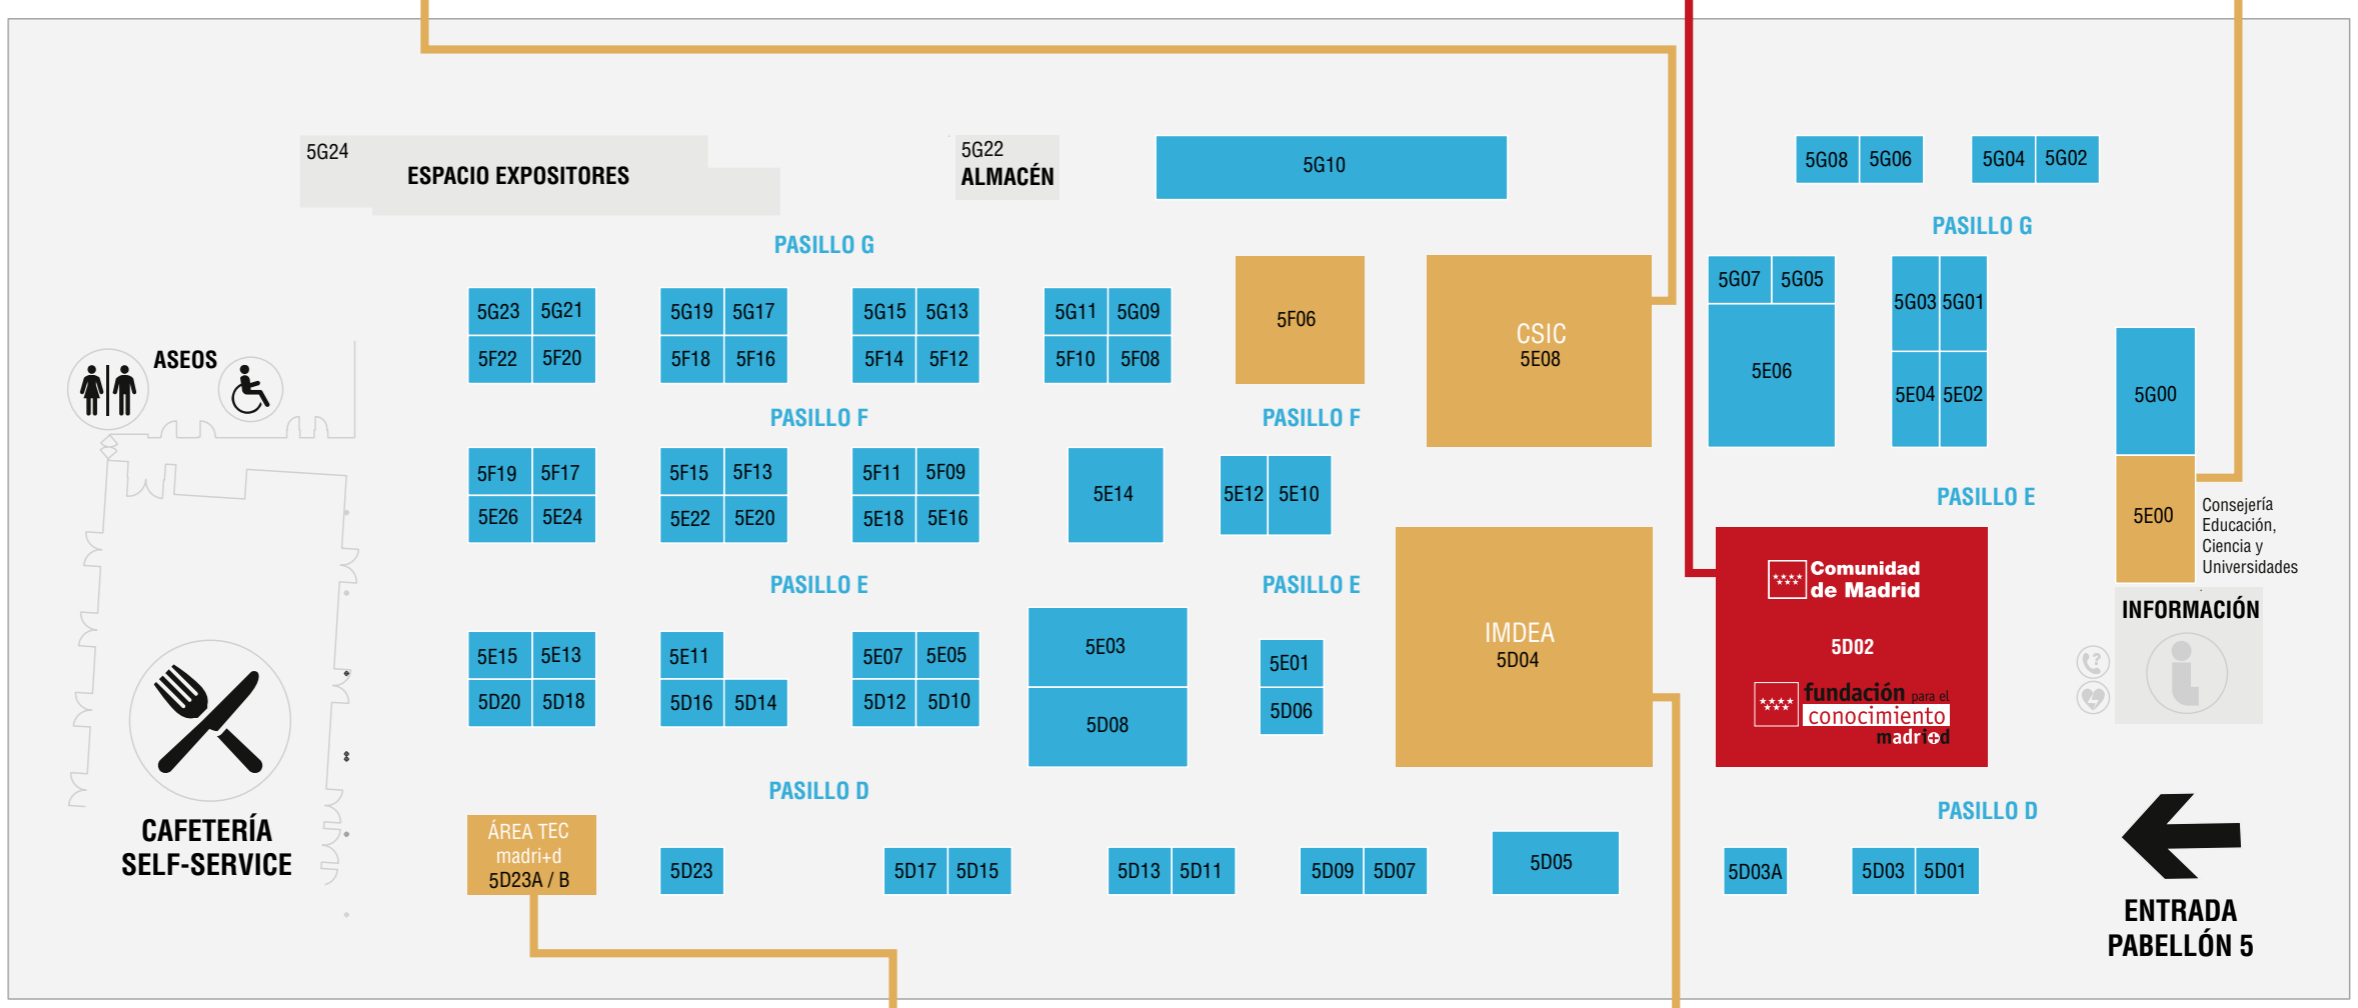 5G24
ESPACIO EXPOSITORES
5G22
ALMACÉN
5G10
5G08 5G06 5G04 5G02
PASILLO G
PASILLO G
5G23 5G21 5G19 5G17 5G15 5G13 5G11 5G09
5F22 5F20 5F18 5F16 5F14 5F12 5F10 5F08
5F06
CSIC
5E08
5G07 5G05
5E06
5G03 5G01
5E04 5E02
5G00
ASEOS
PASILLO F
PASILLO F
5F19 5F17 5F15 5F13 5F11 5F09
5E26 5E24 5E22 5E20 5E18 5E16
5E14
5E12 5E10
PASILLO E
5E00
Consejería
Educación,
Ciencia y
Universidades
PASILLO E
PASILLO E
5E15 5E13 5E11 5E07 5E05
5D20 5D18 5D16 5D14 5D12 5D10
5E03
5D08
5E01
5D06
IMDEA
5D04
Comunidad
de Madrid
5D02
fundación para el
conocimiento
madri+d
INFORMACIÓN
CAFETERÍA
SELF-SERVICE
PASILLO D
PASILLO D
ÁREA TEC
madri+d
5D23A / B
5D23 5D17 5D15 5D13 5D11 5D09 5D07 5D05 5D03A 5D03 5D01
ENTRADA
PABELLÓN 5